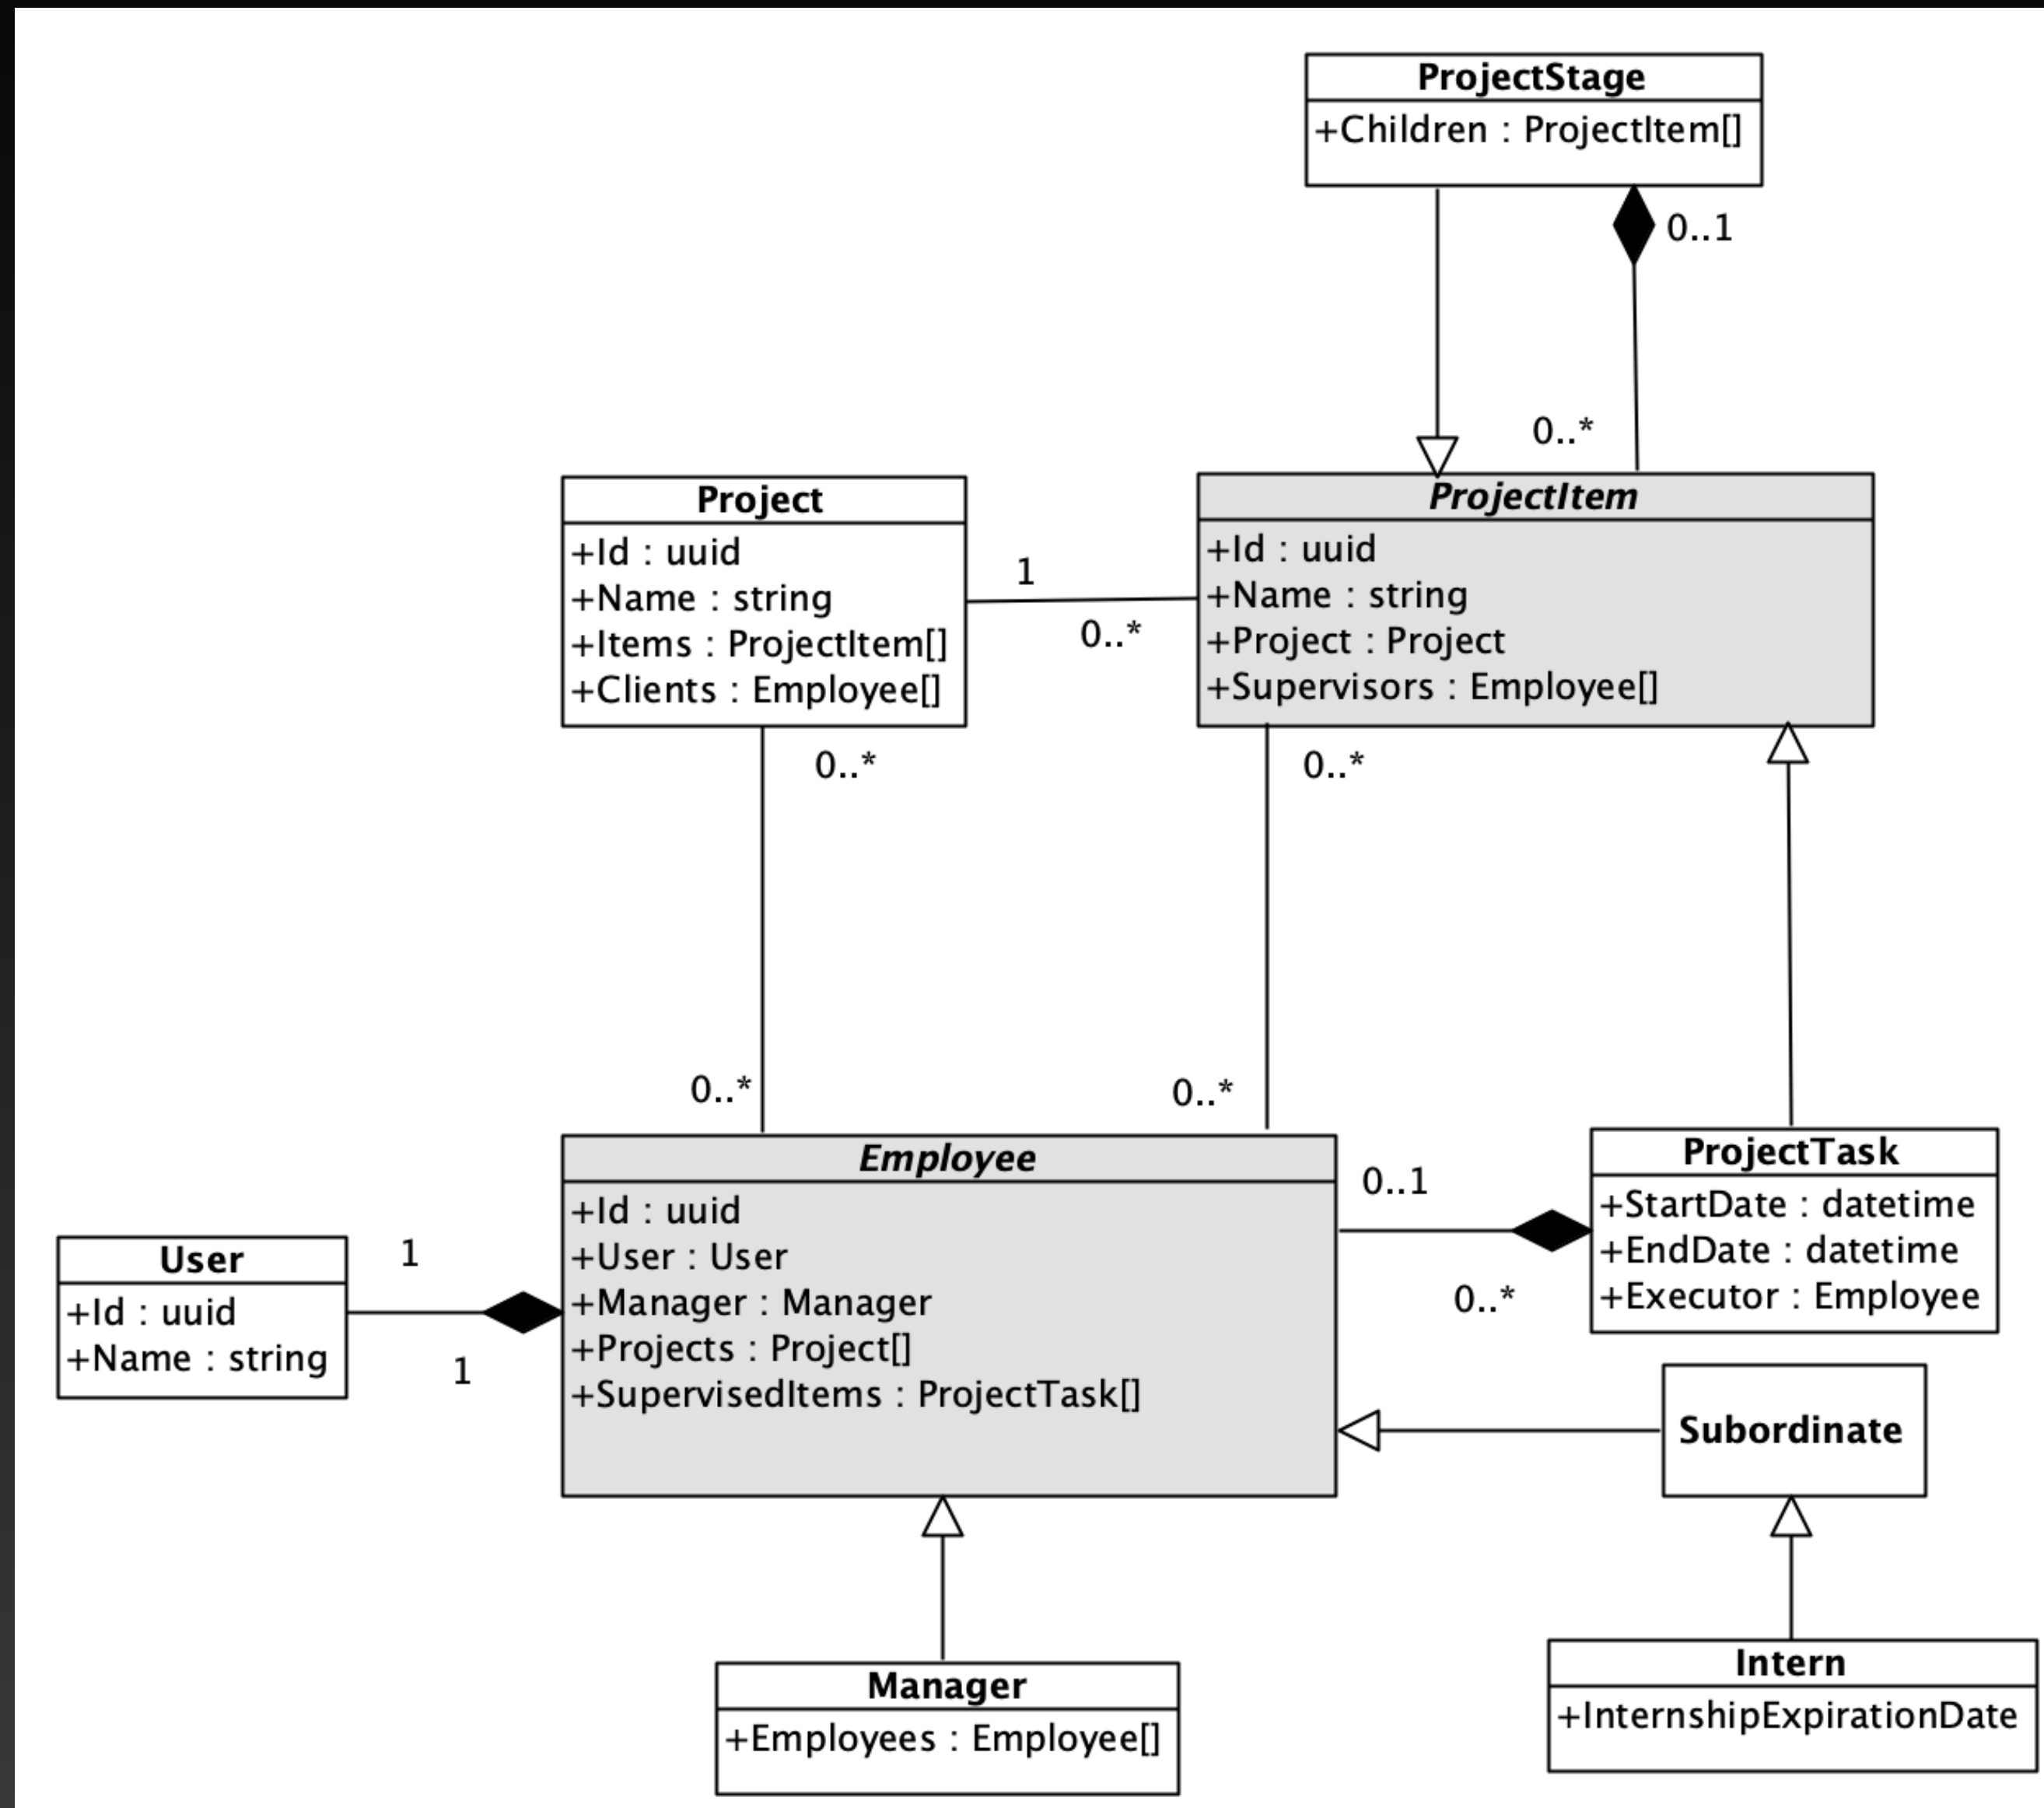 ProjectStage
+Children : ProjectItem[]
0..1
0..*
Project
+Id : uuid
+Name : string
+Items : ProjectItem[]
+Clients : Employee[]
1
0..*
ProjectItem
+Id : uuid
+Name : string
+Project : Project
+Supervisors : Employee[]
0..*
0..*
0..*
0..*
Employee
+Id : uuid
+User : User
+Manager : Manager
+Projects : Project[]
+SupervisedItems : ProjectTask[]
0..1
0..*
ProjectTask
+StartDate : datetime
+EndDate : datetime
+Executor : Employee
User
+Id : uuid
+Name : string
1
1
Subordinate
Manager
+Employees : Employee[]
Intern
+InternshipExpirationDate